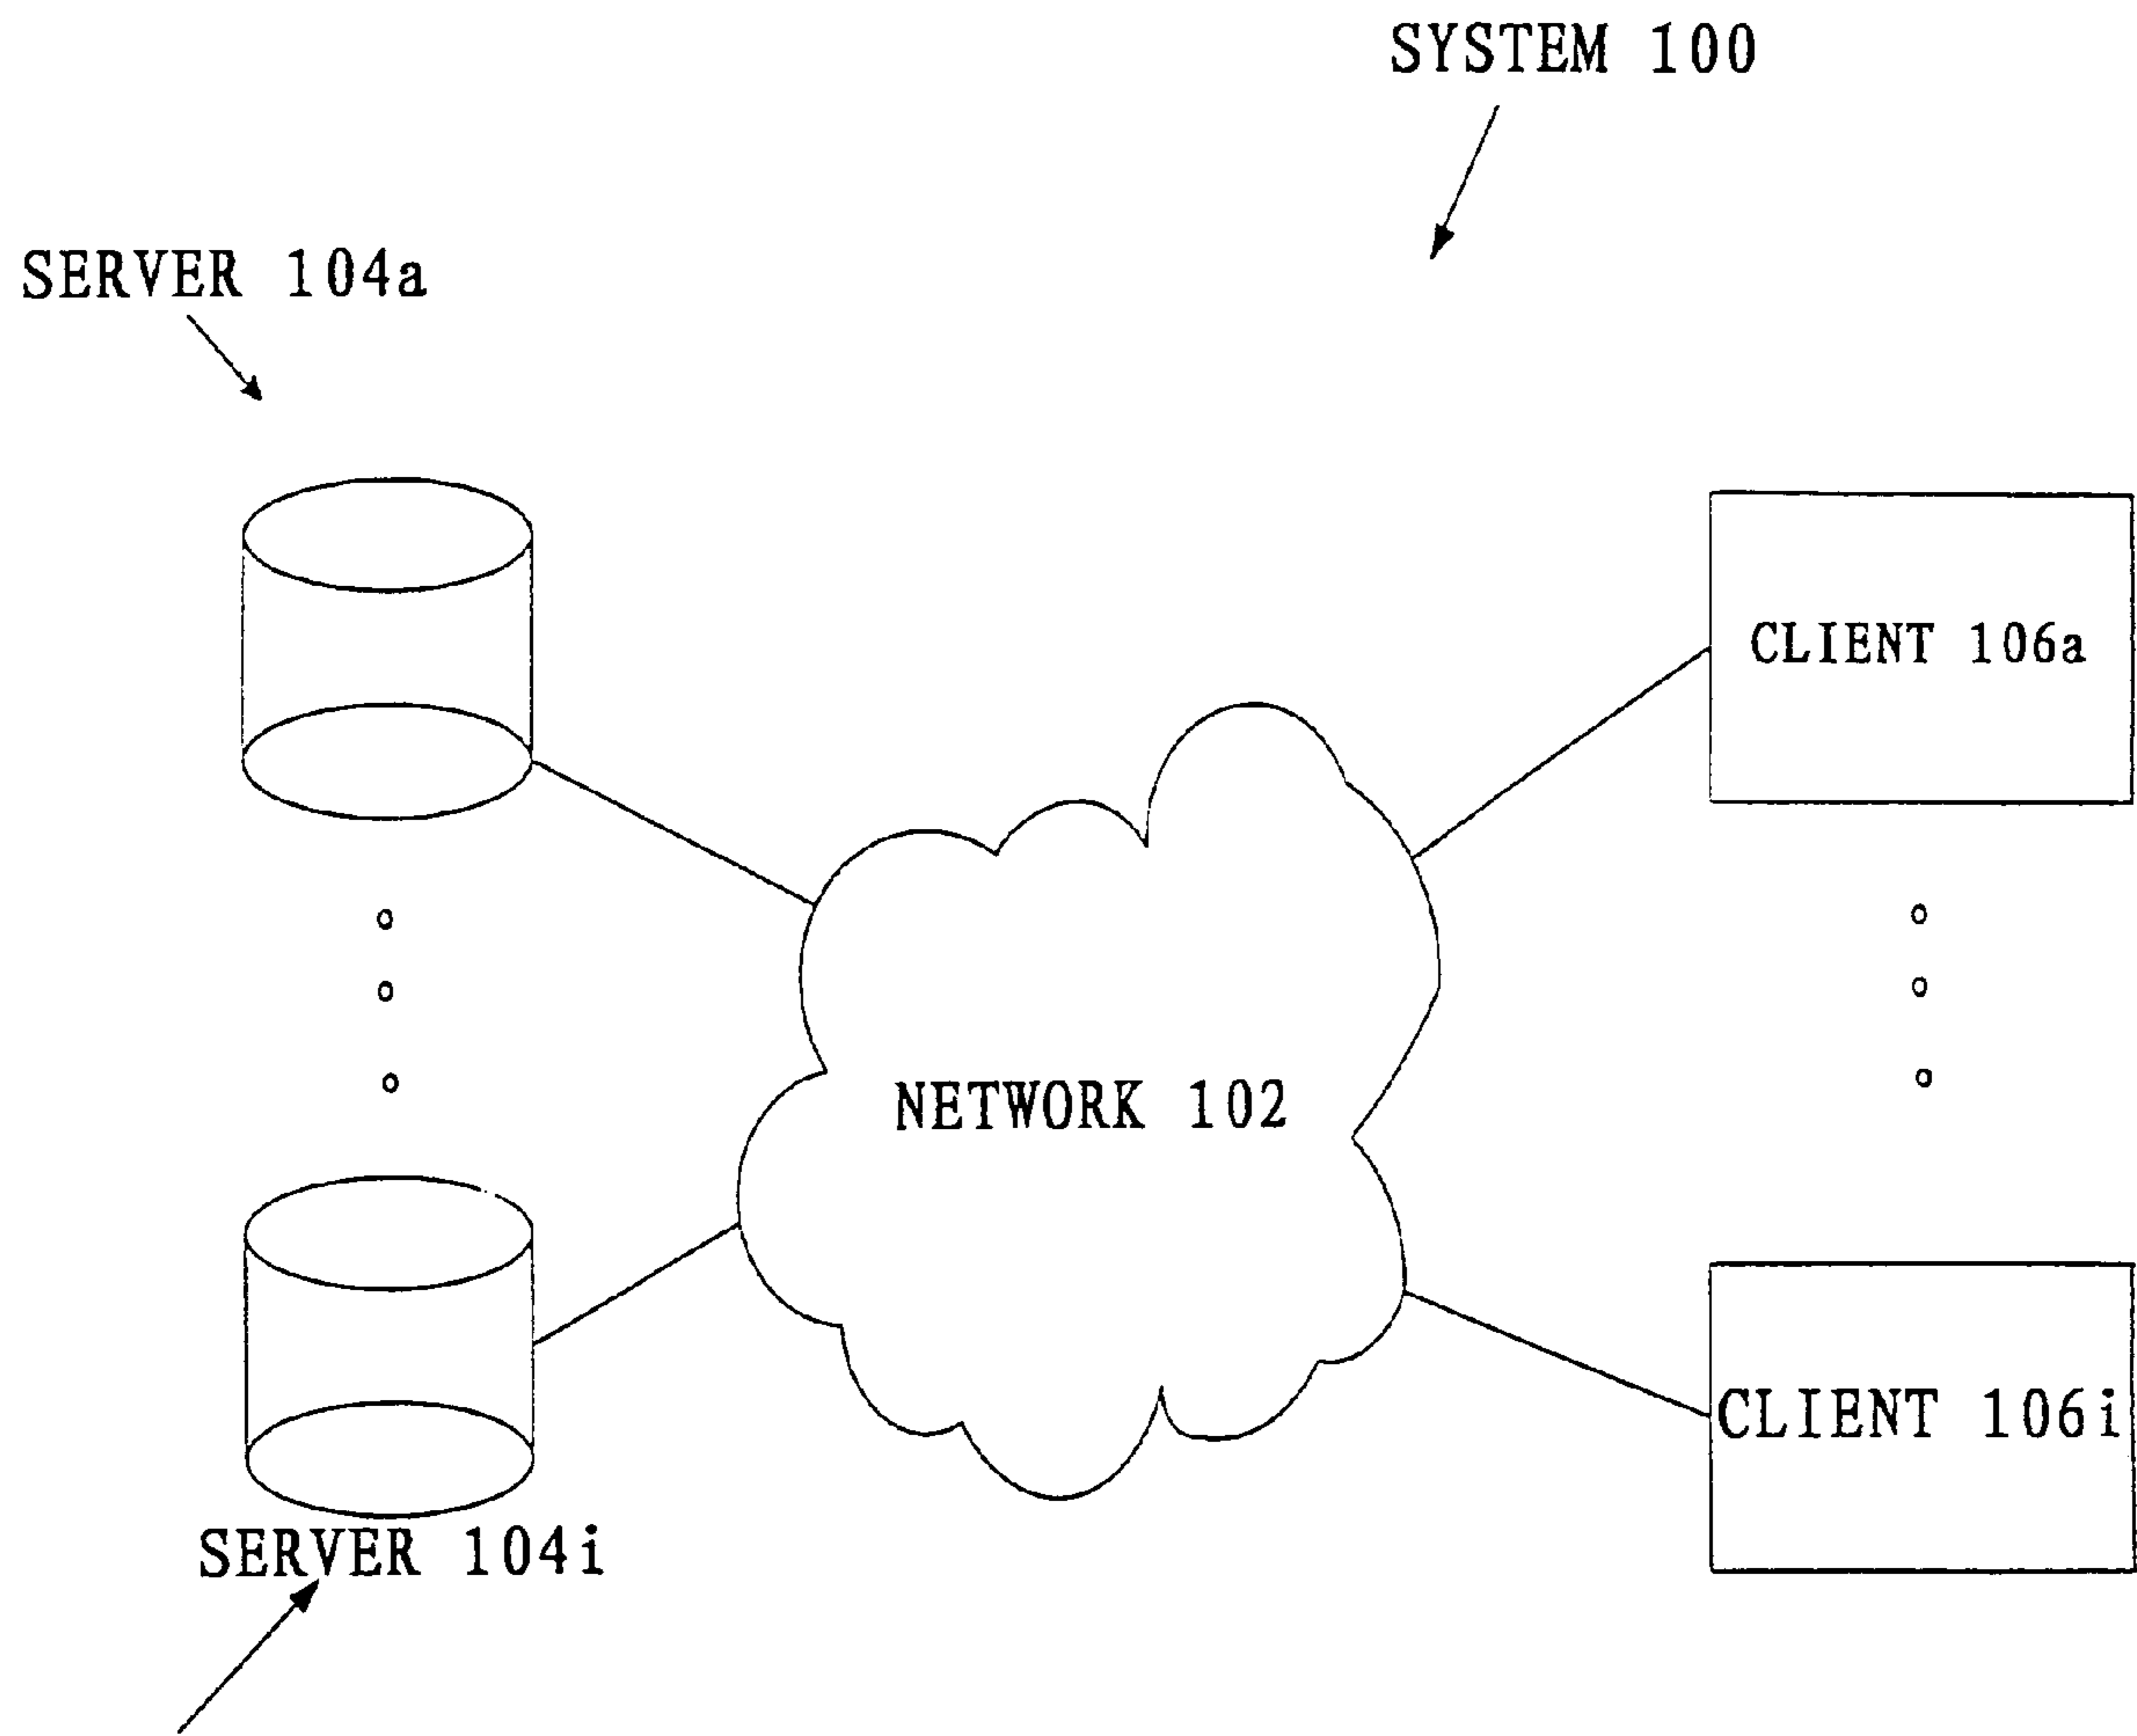 SYSTEM 100
SERVER 104a
CLIENT 106a
NETWORK 102
CLIENT 106i
SERVER 104i